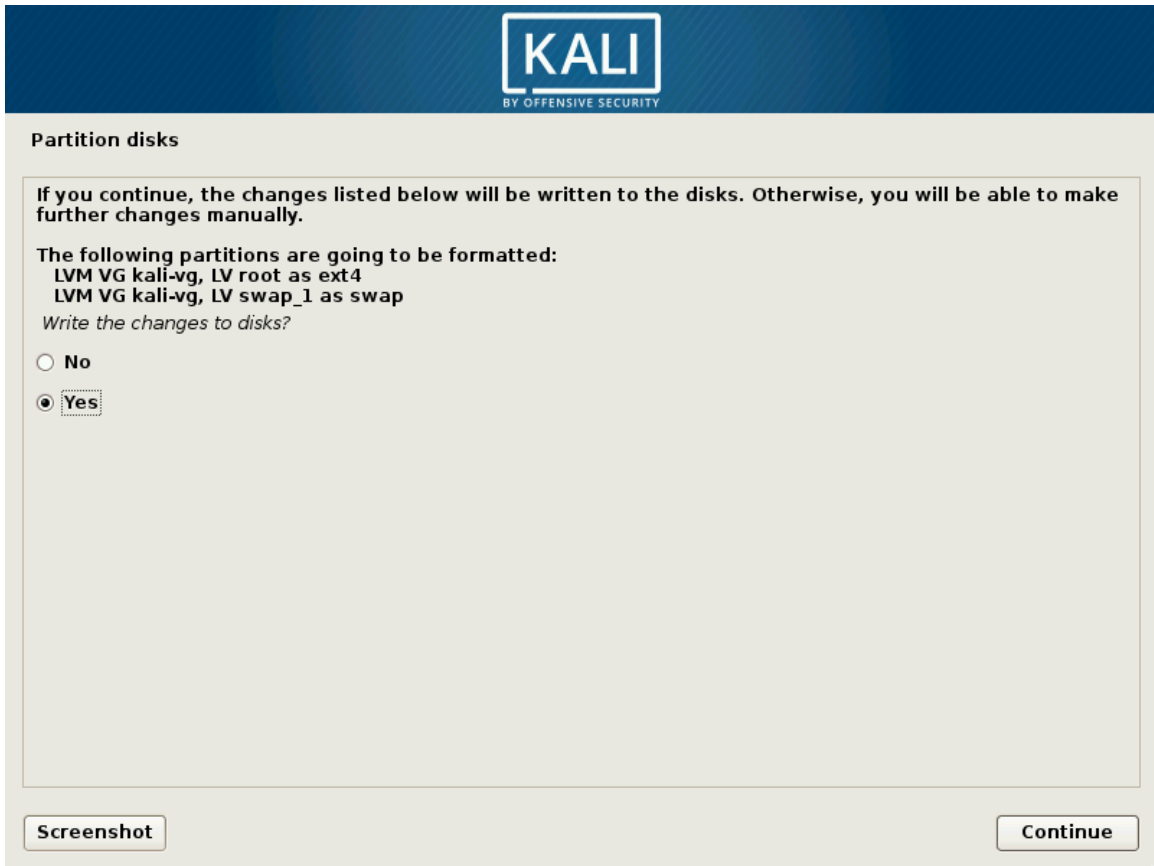 KALI
BY OFFENSIVE SECURITY
Partition disks
If you continue, the changes listed below will be written to the disks. Otherwise, you will be able to make
further changes manually.
The following partitions are going to be formatted:
LVM VG kali-vg, LV root as ext4
LVM VG kali-vg, LV swap_1 as swap
Write the changes to disks?
No
Yes
Screenshot
Continue